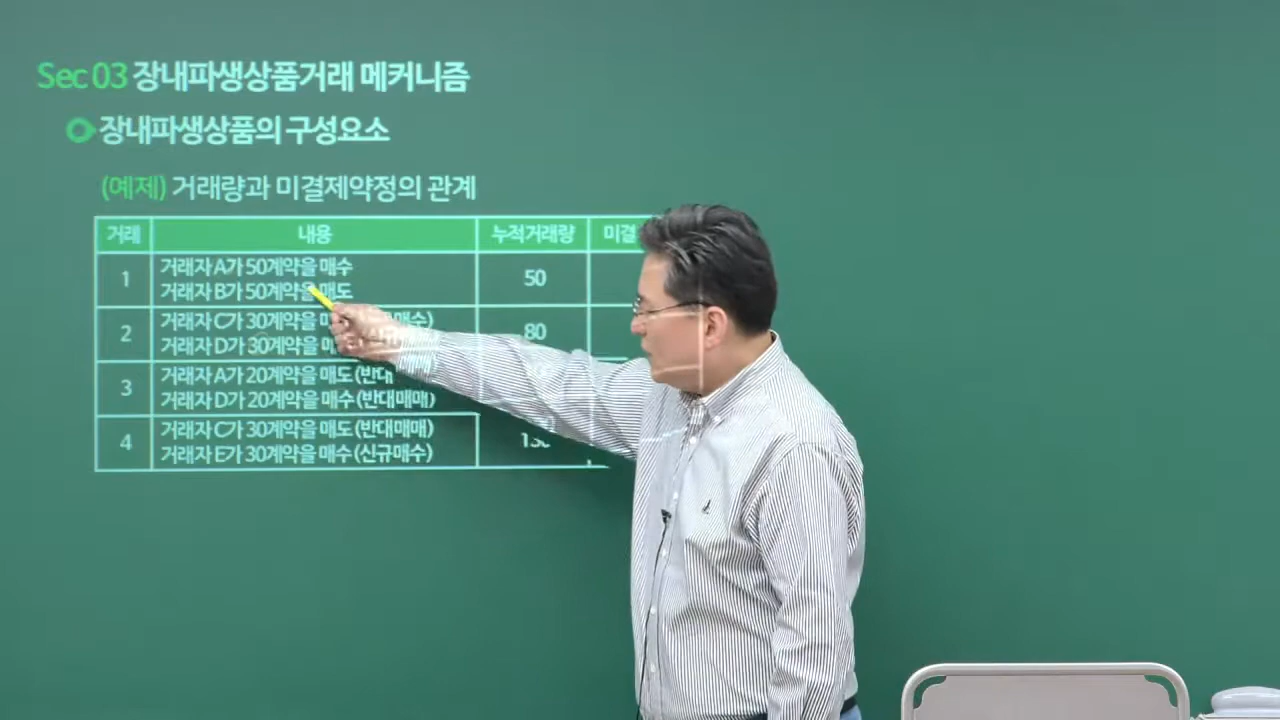 Sec 03 장내파생상품거래 메커니즘
장내파생상품의 구성요소
(예제) 거래량과 미결제약정의 관계
거래 내용 누적거래량 미결
1 거래자 A가 50계약을 매수 50
거래자 B가 50계약을 매도
2 거래자 C가 30계약을 80
거래자 D가 30계약을
3 거래자 A가 20계약을 매도 (반대
거래자 D가 20계약을 매수 (반대매매)
4 거래자 C가 30계약을 매도 (반대매매)
거래자 E가 30계약을 매수 (신규매수)